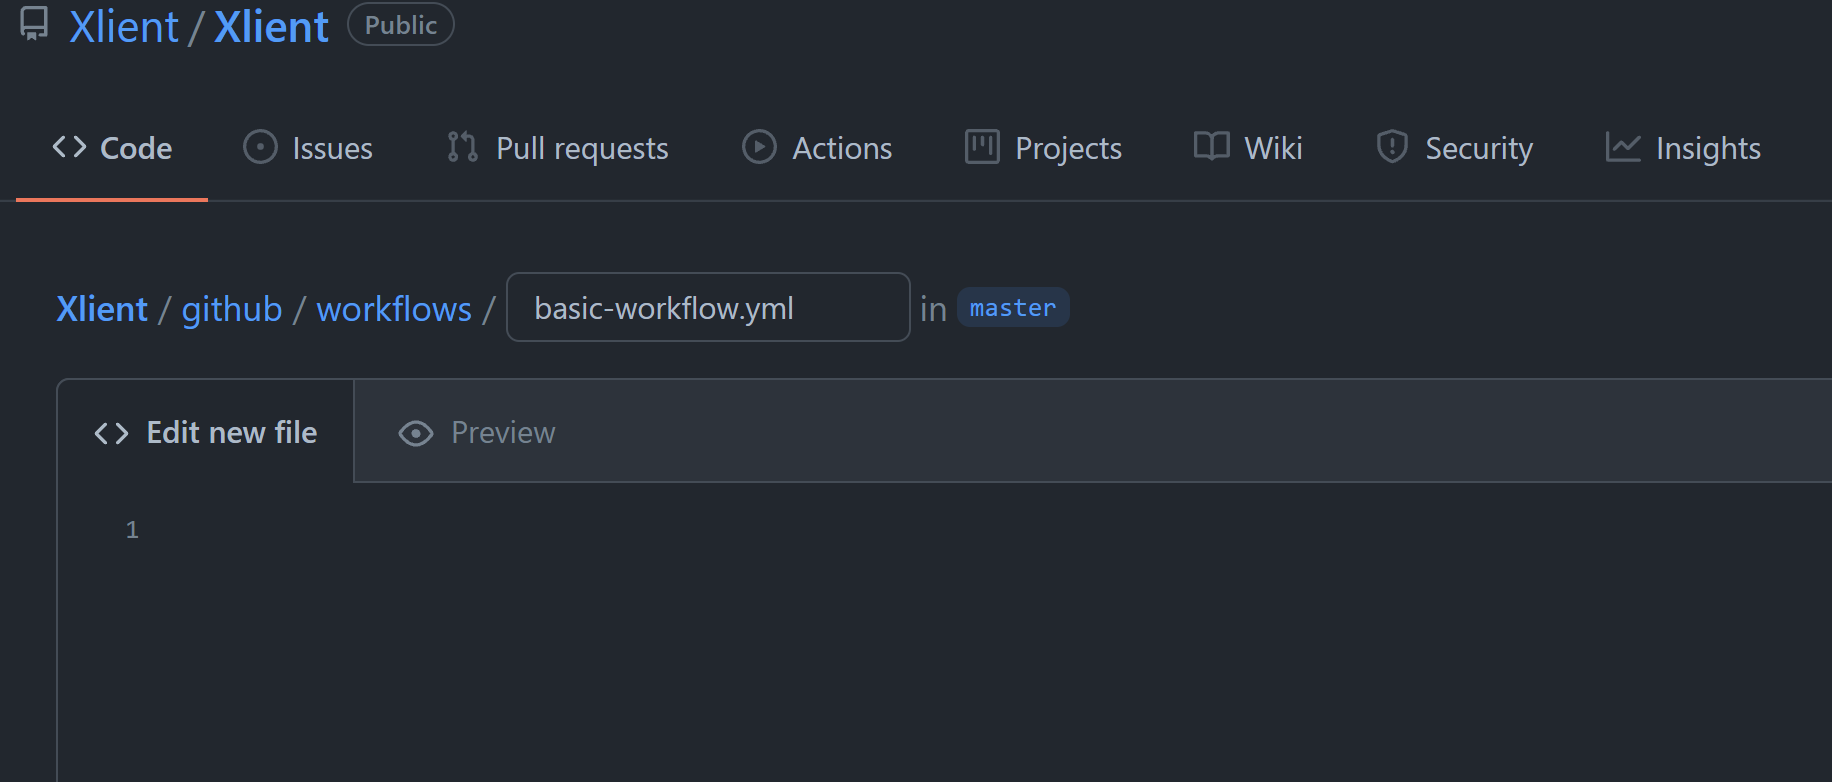 Xlient / Xlient Public
Code Issues Pull requests Actions Projects Wiki Security Insights
Xlient / github / workflows / basic-workflow.yml in master
Edit new file Preview
1